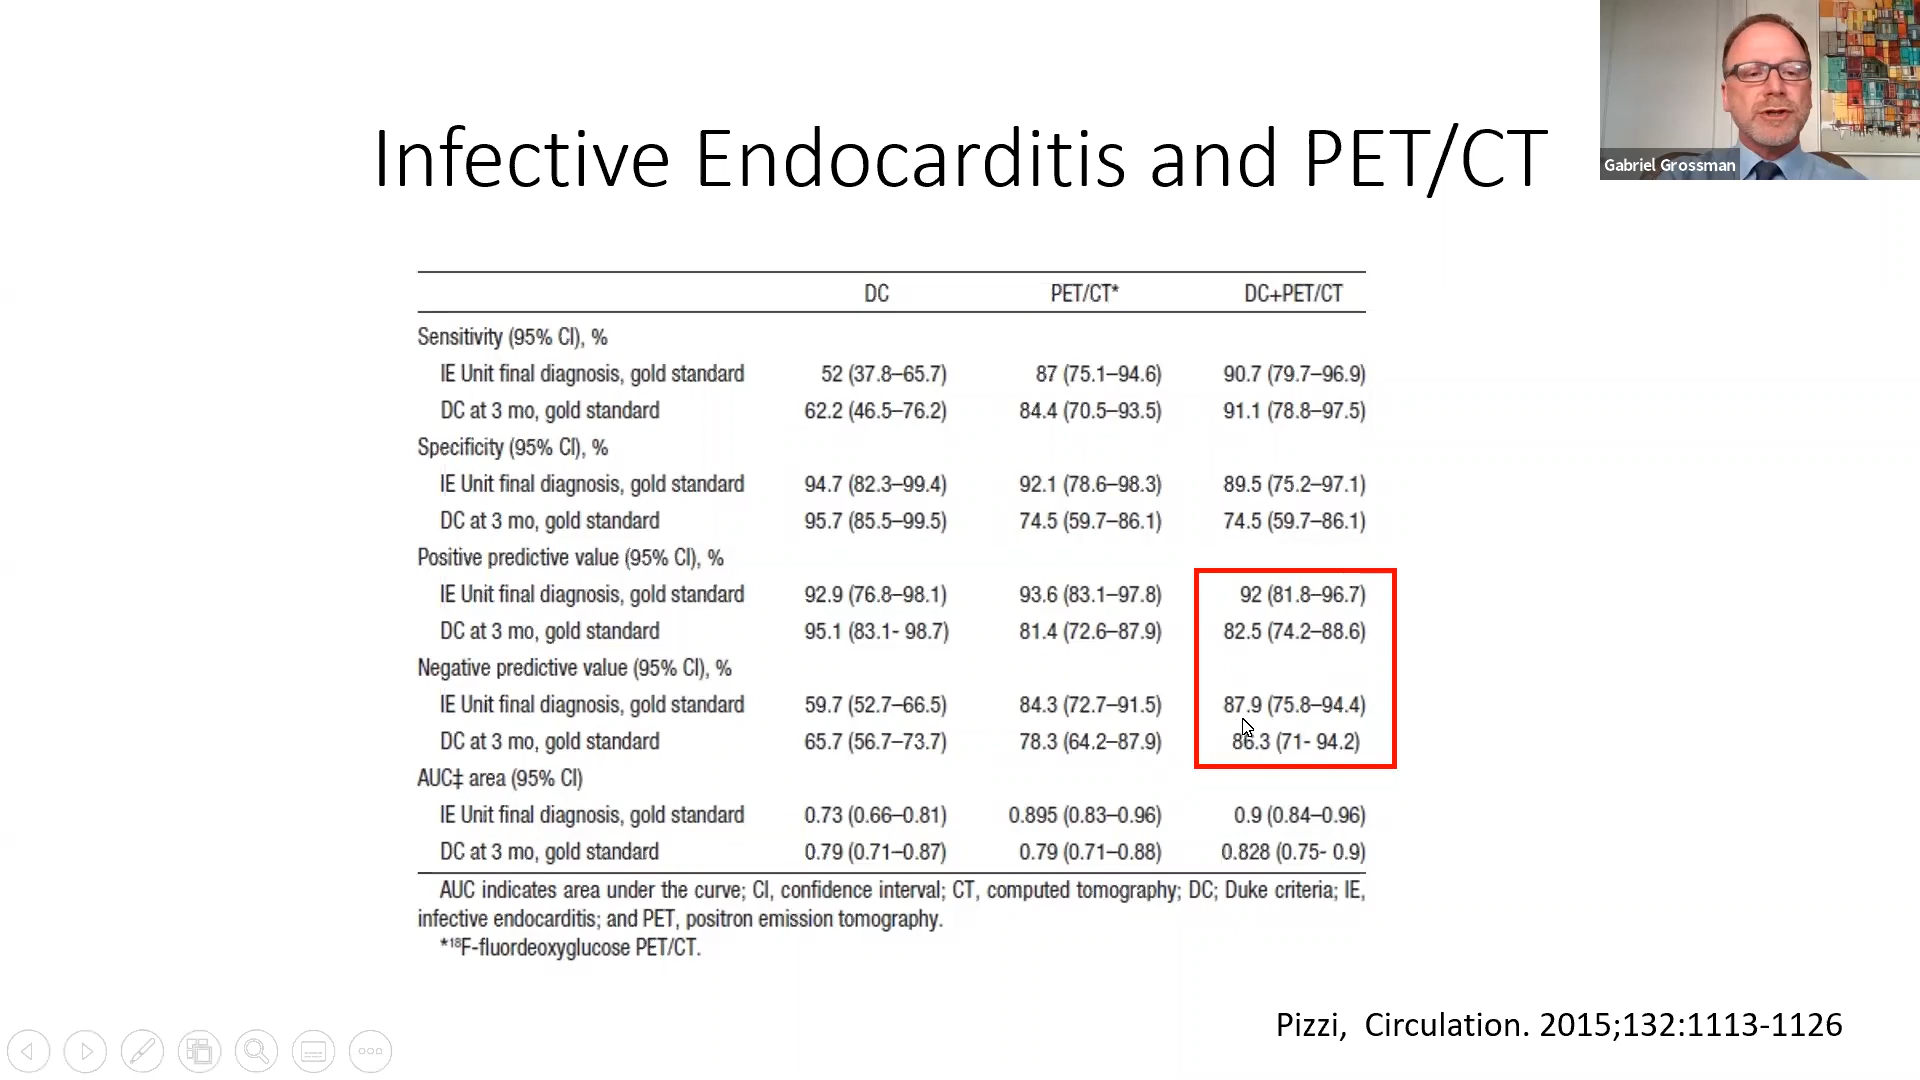 Infective Endocarditis and PET/CT
Gabriel Grossman
DC PET/CT* DC+PET/CT
Sensitivity (95% CI), %
IE Unit final diagnosis, gold standard 52 (37.8–65.7) 87 (75.1–94.6) 90.7 (79.7–96.9)
DC at 3 mo, gold standard 62.2 (46.5–76.2) 84.4 (70.5–93.5) 91.1 (78.8–97.5)
Specificity (95% CI), %
IE Unit final diagnosis, gold standard 94.7 (82.3–99.4) 92.1 (78.6–98.3) 89.5 (75.2–97.1)
DC at 3 mo, gold standard 95.7 (85.5–99.5) 74.5 (59.7–86.1) 74.5 (59.7–86.1)
Positive predictive value (95% CI), %
IE Unit final diagnosis, gold standard 92.9 (76.8–98.1) 93.6 (83.1–97.8) 92 (81.8–96.7)
DC at 3 mo, gold standard 95.1 (83.1- 98.7) 81.4 (72.6–87.9) 82.5 (74.2–88.6)
Negative predictive value (95% CI), %
IE Unit final diagnosis, gold standard 59.7 (52.7–66.5) 84.3 (72.7–91.5) 87.9 (75.8–94.4)
DC at 3 mo, gold standard 65.7 (56.7–73.7) 78.3 (64.2–87.9) 86.3 (71- 94.2)
AUC‡ area (95% CI)
IE Unit final diagnosis, gold standard 0.73 (0.66–0.81) 0.895 (0.83–0.96) 0.9 (0.84–0.96)
DC at 3 mo, gold standard 0.79 (0.71–0.87) 0.79 (0.71–0.88) 0.828 (0.75- 0.9)
AUC indicates area under the curve; CI, confidence interval; CT, computed tomography; DC; Duke criteria; IE,
infective endocarditis; and PET, positron emission tomography.
*¹⁸F-fluordeoxyglucose PET/CT.
Pizzi, Circulation. 2015;132:1113-1126